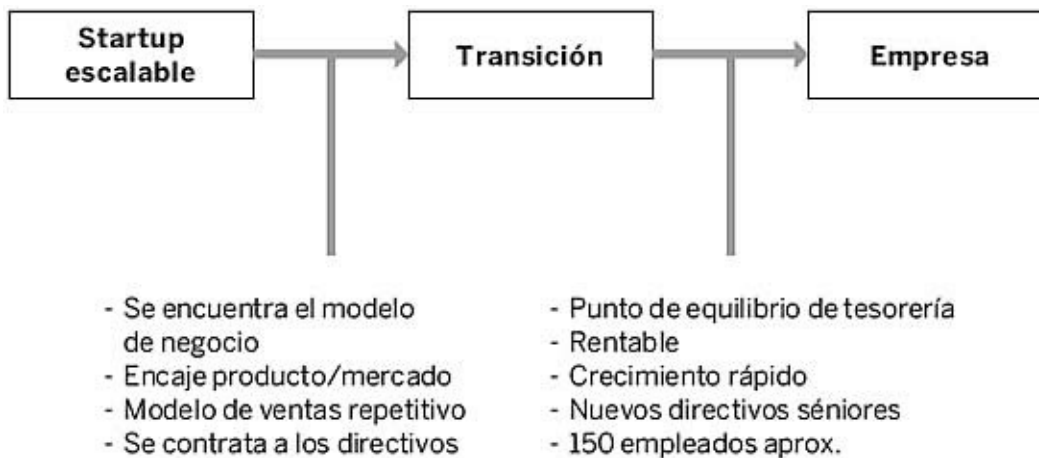 Startup
escalable
Transición
Empresa
- Se encuentra el modelo
de negocio
- Encaje producto/mercado
- Modelo de ventas repetitivo
- Se contrata a los directivos
- Punto de equilibrio de tesorería
- Rentable
- Crecimiento rápido
- Nuevos directivos séniores
- 150 empleados aprox.